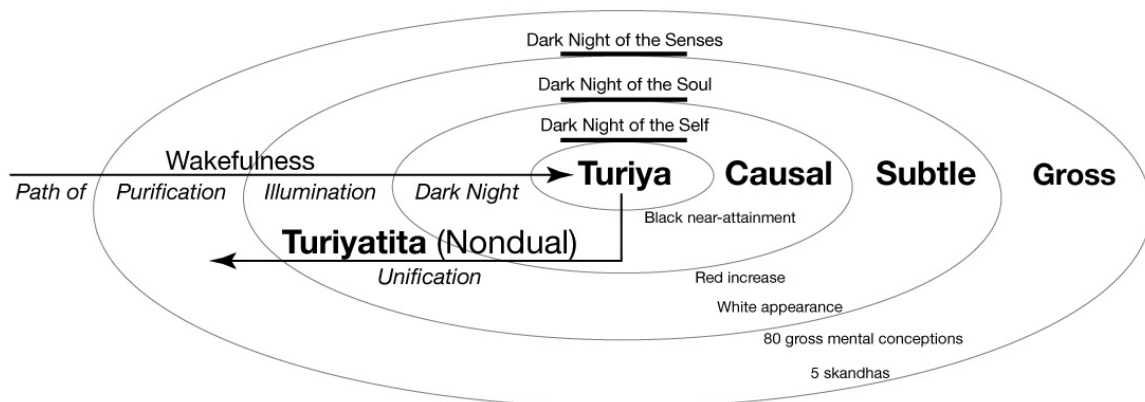 Dark Night of the Senses
Dark Night of the Soul
Dark Night of the Self
Wakefulness
Turiya Causal Subtle Gross
Path of Purification Illumination Dark Night
Black near-attainment
Turiyatita (Nondual)
Unification
Red increase
White appearance
80 gross mental conceptions
5 skandhas